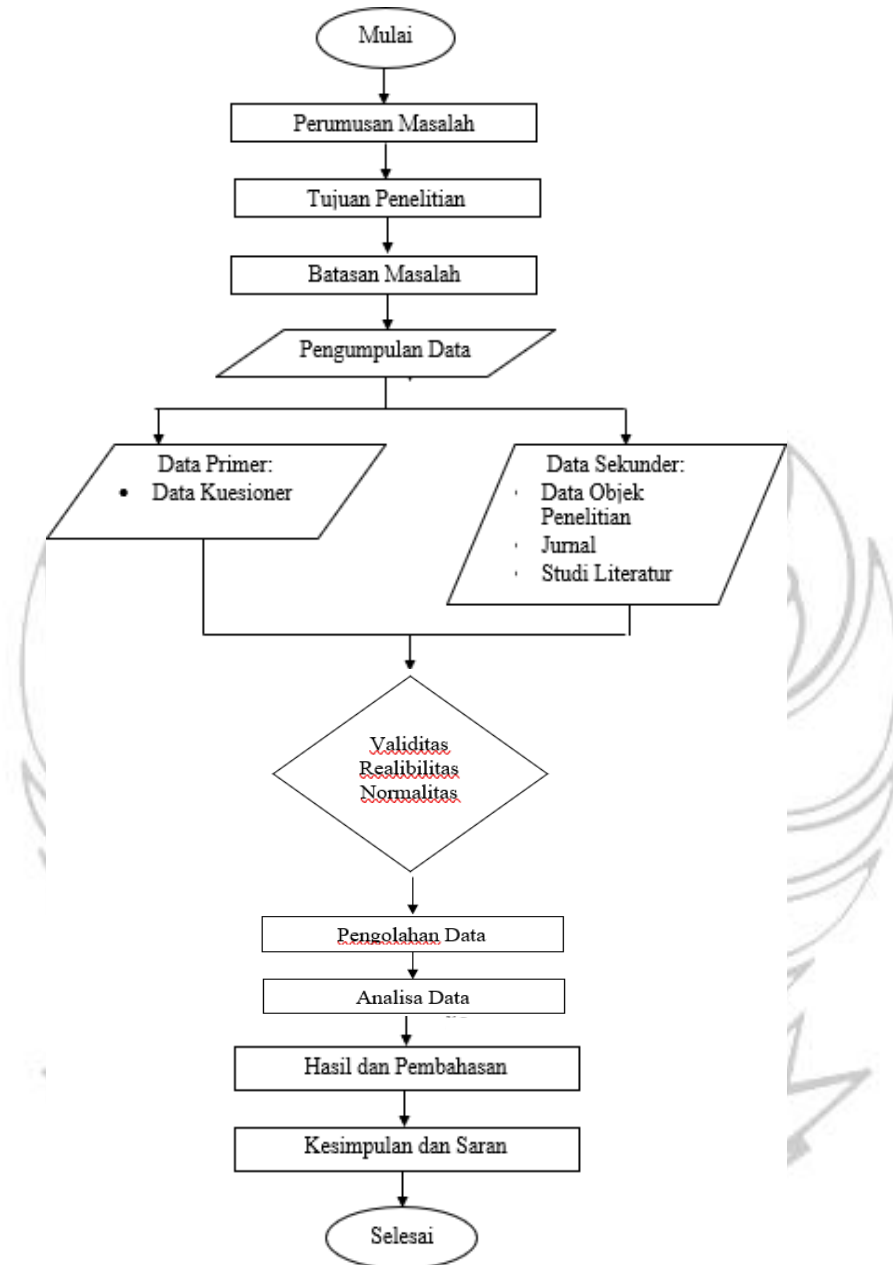 Mulai
Perumusan Masalah
Tujuan Penelitian
Batasan Masalah
Pengumpulan Data
Data Primer:
• Data Kuesioner
Data Sekunder:
Data Objek
Penelitian
Jurnal
Studi Literatur
Validitas
Realibilitas
Normalitas
Pengolahan Data
Analisa Data
Hasil dan Pembahasan
Kesimpulan dan Saran
Selesai